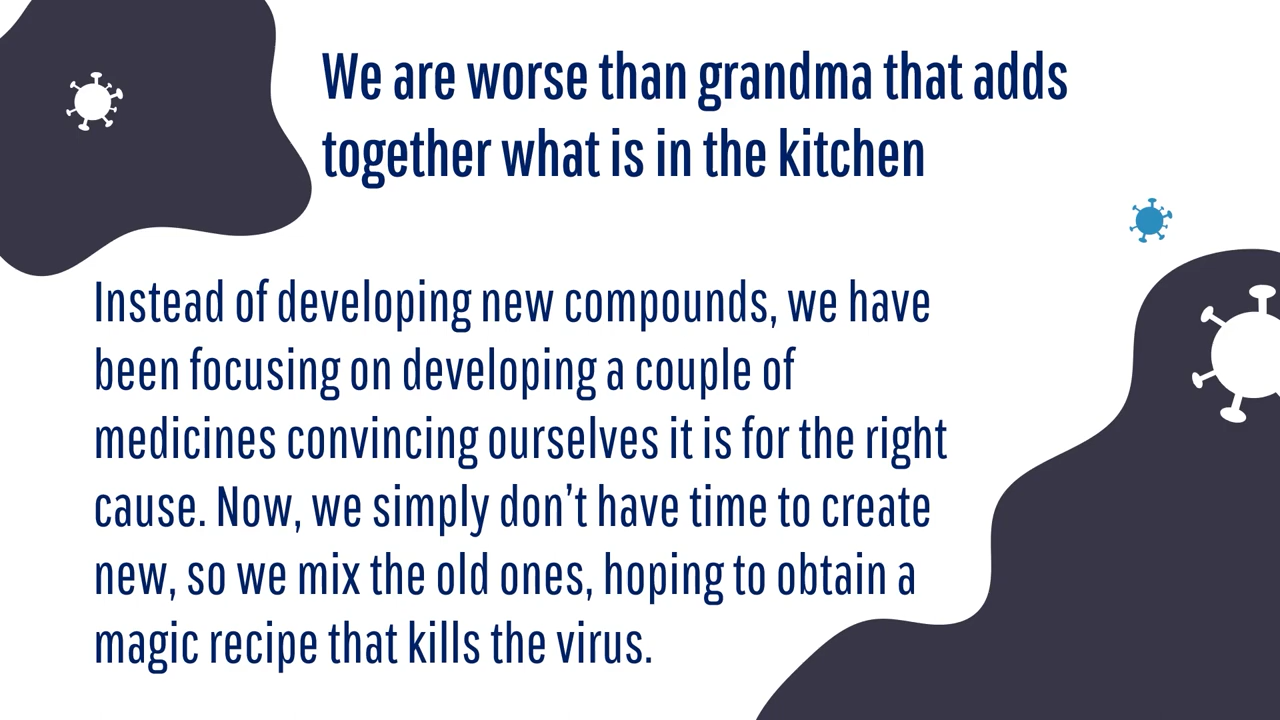 We are worse than grandma that adds
together what is in the kitchen
Instead of developing new compounds, we have
been focusing on developing a couple of
medicines convincing ourselves it is for the right
cause. Now, we simply don’t have time to create
new, so we mix the old ones, hoping to obtain a
magic recipe that kills the virus.